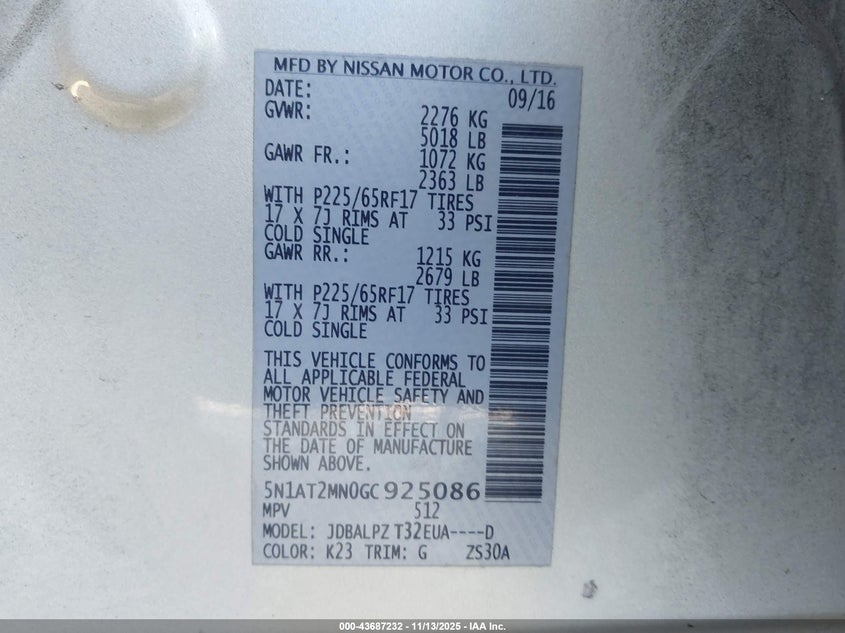 MFD BY NISSAN MOTOR CO., LTD.
DATE: 09/16
GVWR: 2276 KG
5018 LB
GAWR FR.: 1072 KG
2363 LB
WITH P225/65RF17 TIRES
17 X 7J RIMS AT 33 PSI
COLD SINGLE
GAWR RR.: 1215 KG
2679 LB
WITH P225/65RF17 TIRES
17 X 7J RIMS AT 33 PSI
COLD SINGLE
THIS VEHICLE CONFORMS TO
ALL APPLICABLE FEDERAL
MOTOR VEHICLE SAFETY AND
THEFT PREVENTION
STANDARDS IN EFFECT ON
THE DATE OF MANUFACTURE
SHOWN ABOVE.
5N1AT2MN0GC925086
MPV 512
MODEL: JDBALPZ T32EUA----D
COLOR: K23 TRIM: G ZS30A
000-43687232 - 11/13/2025 - IAA Inc.